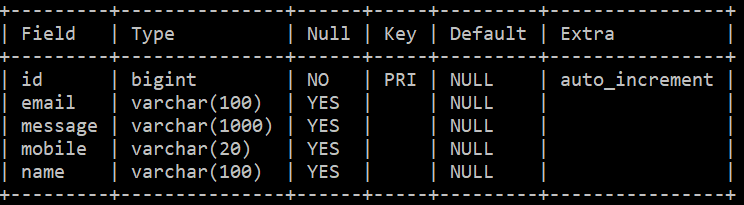 +---------+---------------+------+-----+---------+----------------+
| Field   | Type          | Null | Key | Default | Extra          |
+---------+---------------+------+-----+---------+----------------+
| id      | bigint        | NO   | PRI | NULL    | auto_increment |
| email   | varchar(100)  | YES  |     | NULL    |                |
| message | varchar(1000) | YES  |     | NULL    |                |
| mobile  | varchar(20)   | YES  |     | NULL    |                |
| name    | varchar(100)  | YES  |     | NULL    |                |
+---------+---------------+------+-----+---------+----------------+